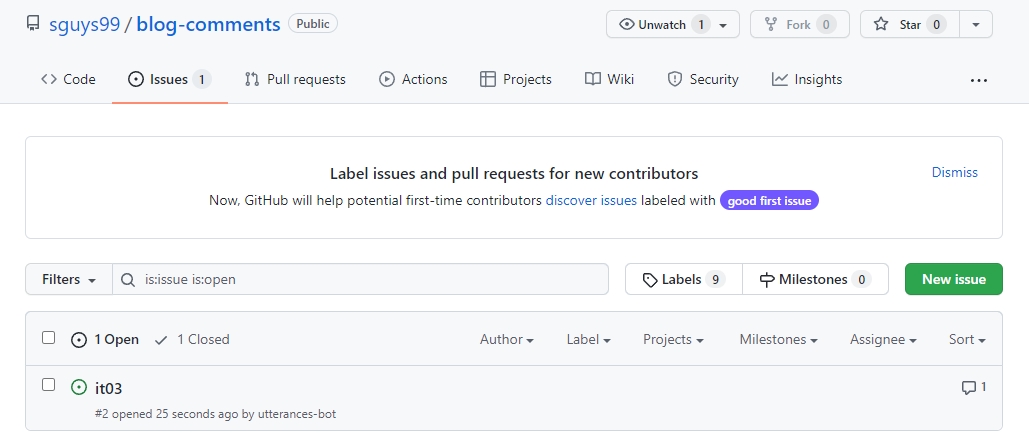 sguys99 / blog-comments Public Unwatch 1 Fork 0 Star 0
Code Issues 1 Pull requests Actions Projects Wiki Security Insights ...
Label issues and pull requests for new contributors Dismiss
Now, GitHub will help potential first-time contributors discover issues labeled with good first issue
Filters is:issue is:open Labels 9 Milestones 0 New issue
1 Open 1 Closed Author Label Projects Milestones Assignee Sort
it03 1
#2 opened 25 seconds ago by utterances-bot